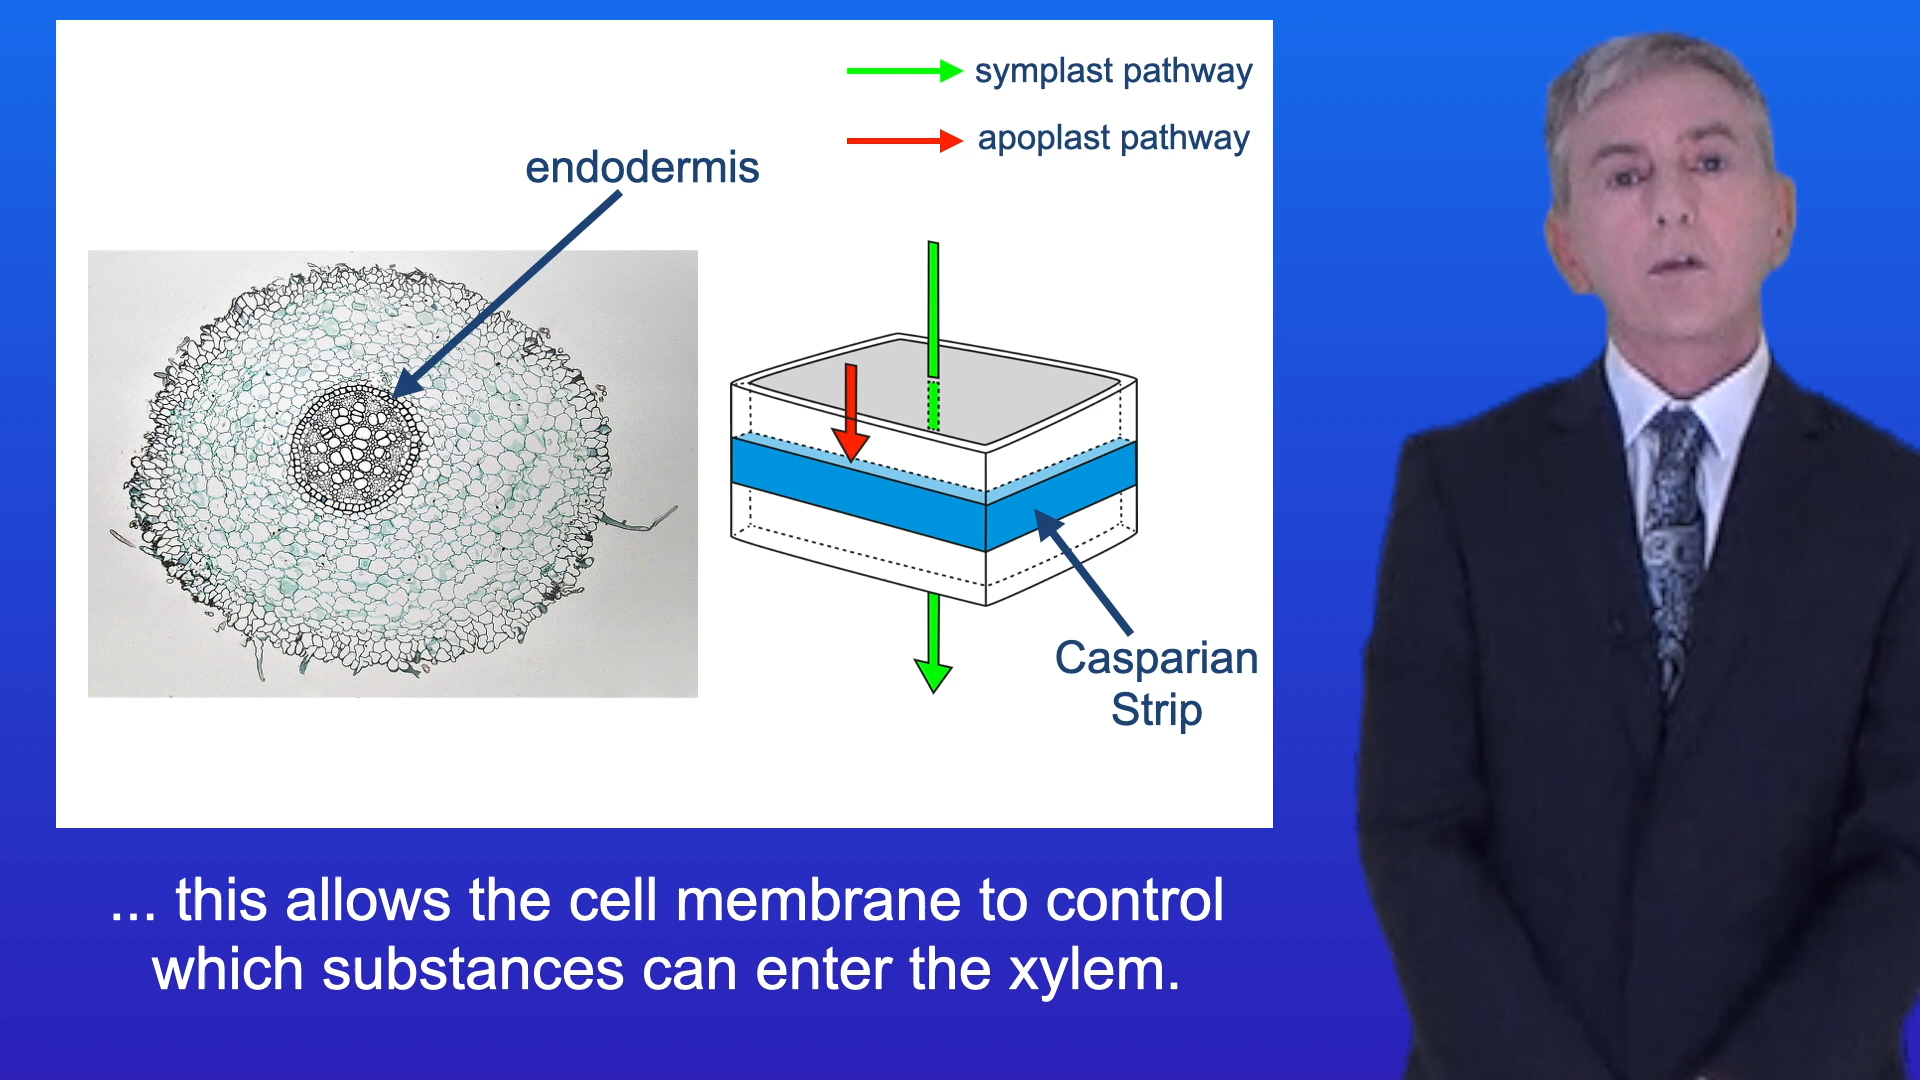 symplast pathway
apoplast pathway
endodermis
Casparian
Strip
... this allows the cell membrane to control
which substances can enter the xylem.